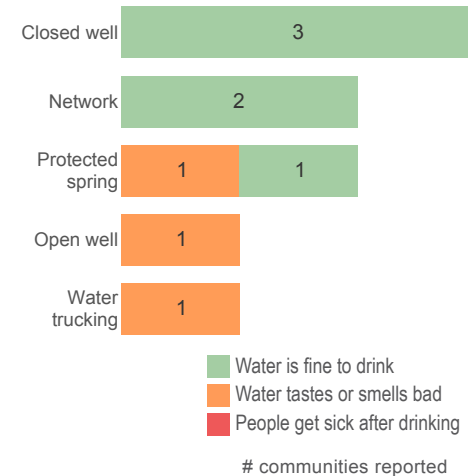 Closed well
3
Network
2
Protected
spring
1
1
Open well
1
Water
trucking
1
Water is fine to drink
Water tastes or smells bad
People get sick after drinking
# communities reported